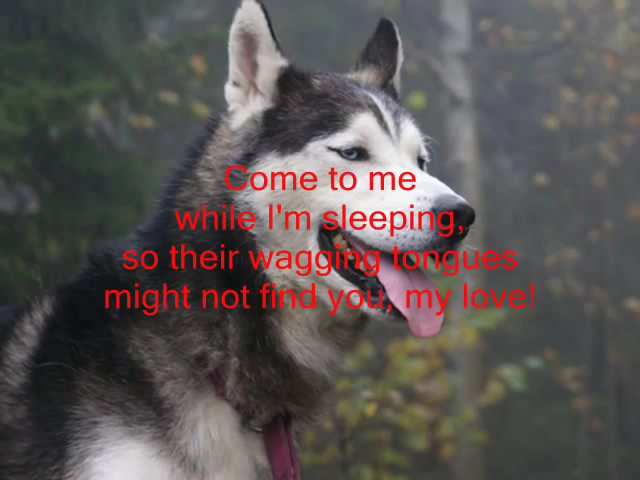 Come to me
while I'm sleeping,
so their wagging tongues
might not find you, my love!